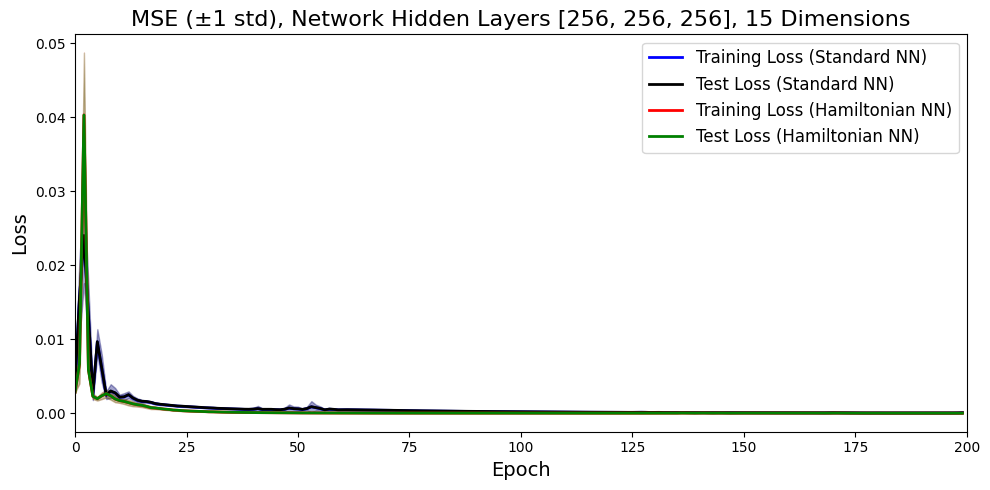 MSE (±1 std), Network Hidden Layers [256, 256, 256], 15 Dimensions
Training Loss (Standard NN)
Test Loss (Standard NN)
Training Loss (Hamiltonian NN)
Test Loss (Hamiltonian NN)
Loss
0.05
0.04
0.03
0.02
0.01
0.00
0 25 50 75 100 125 150 175 200
Epoch